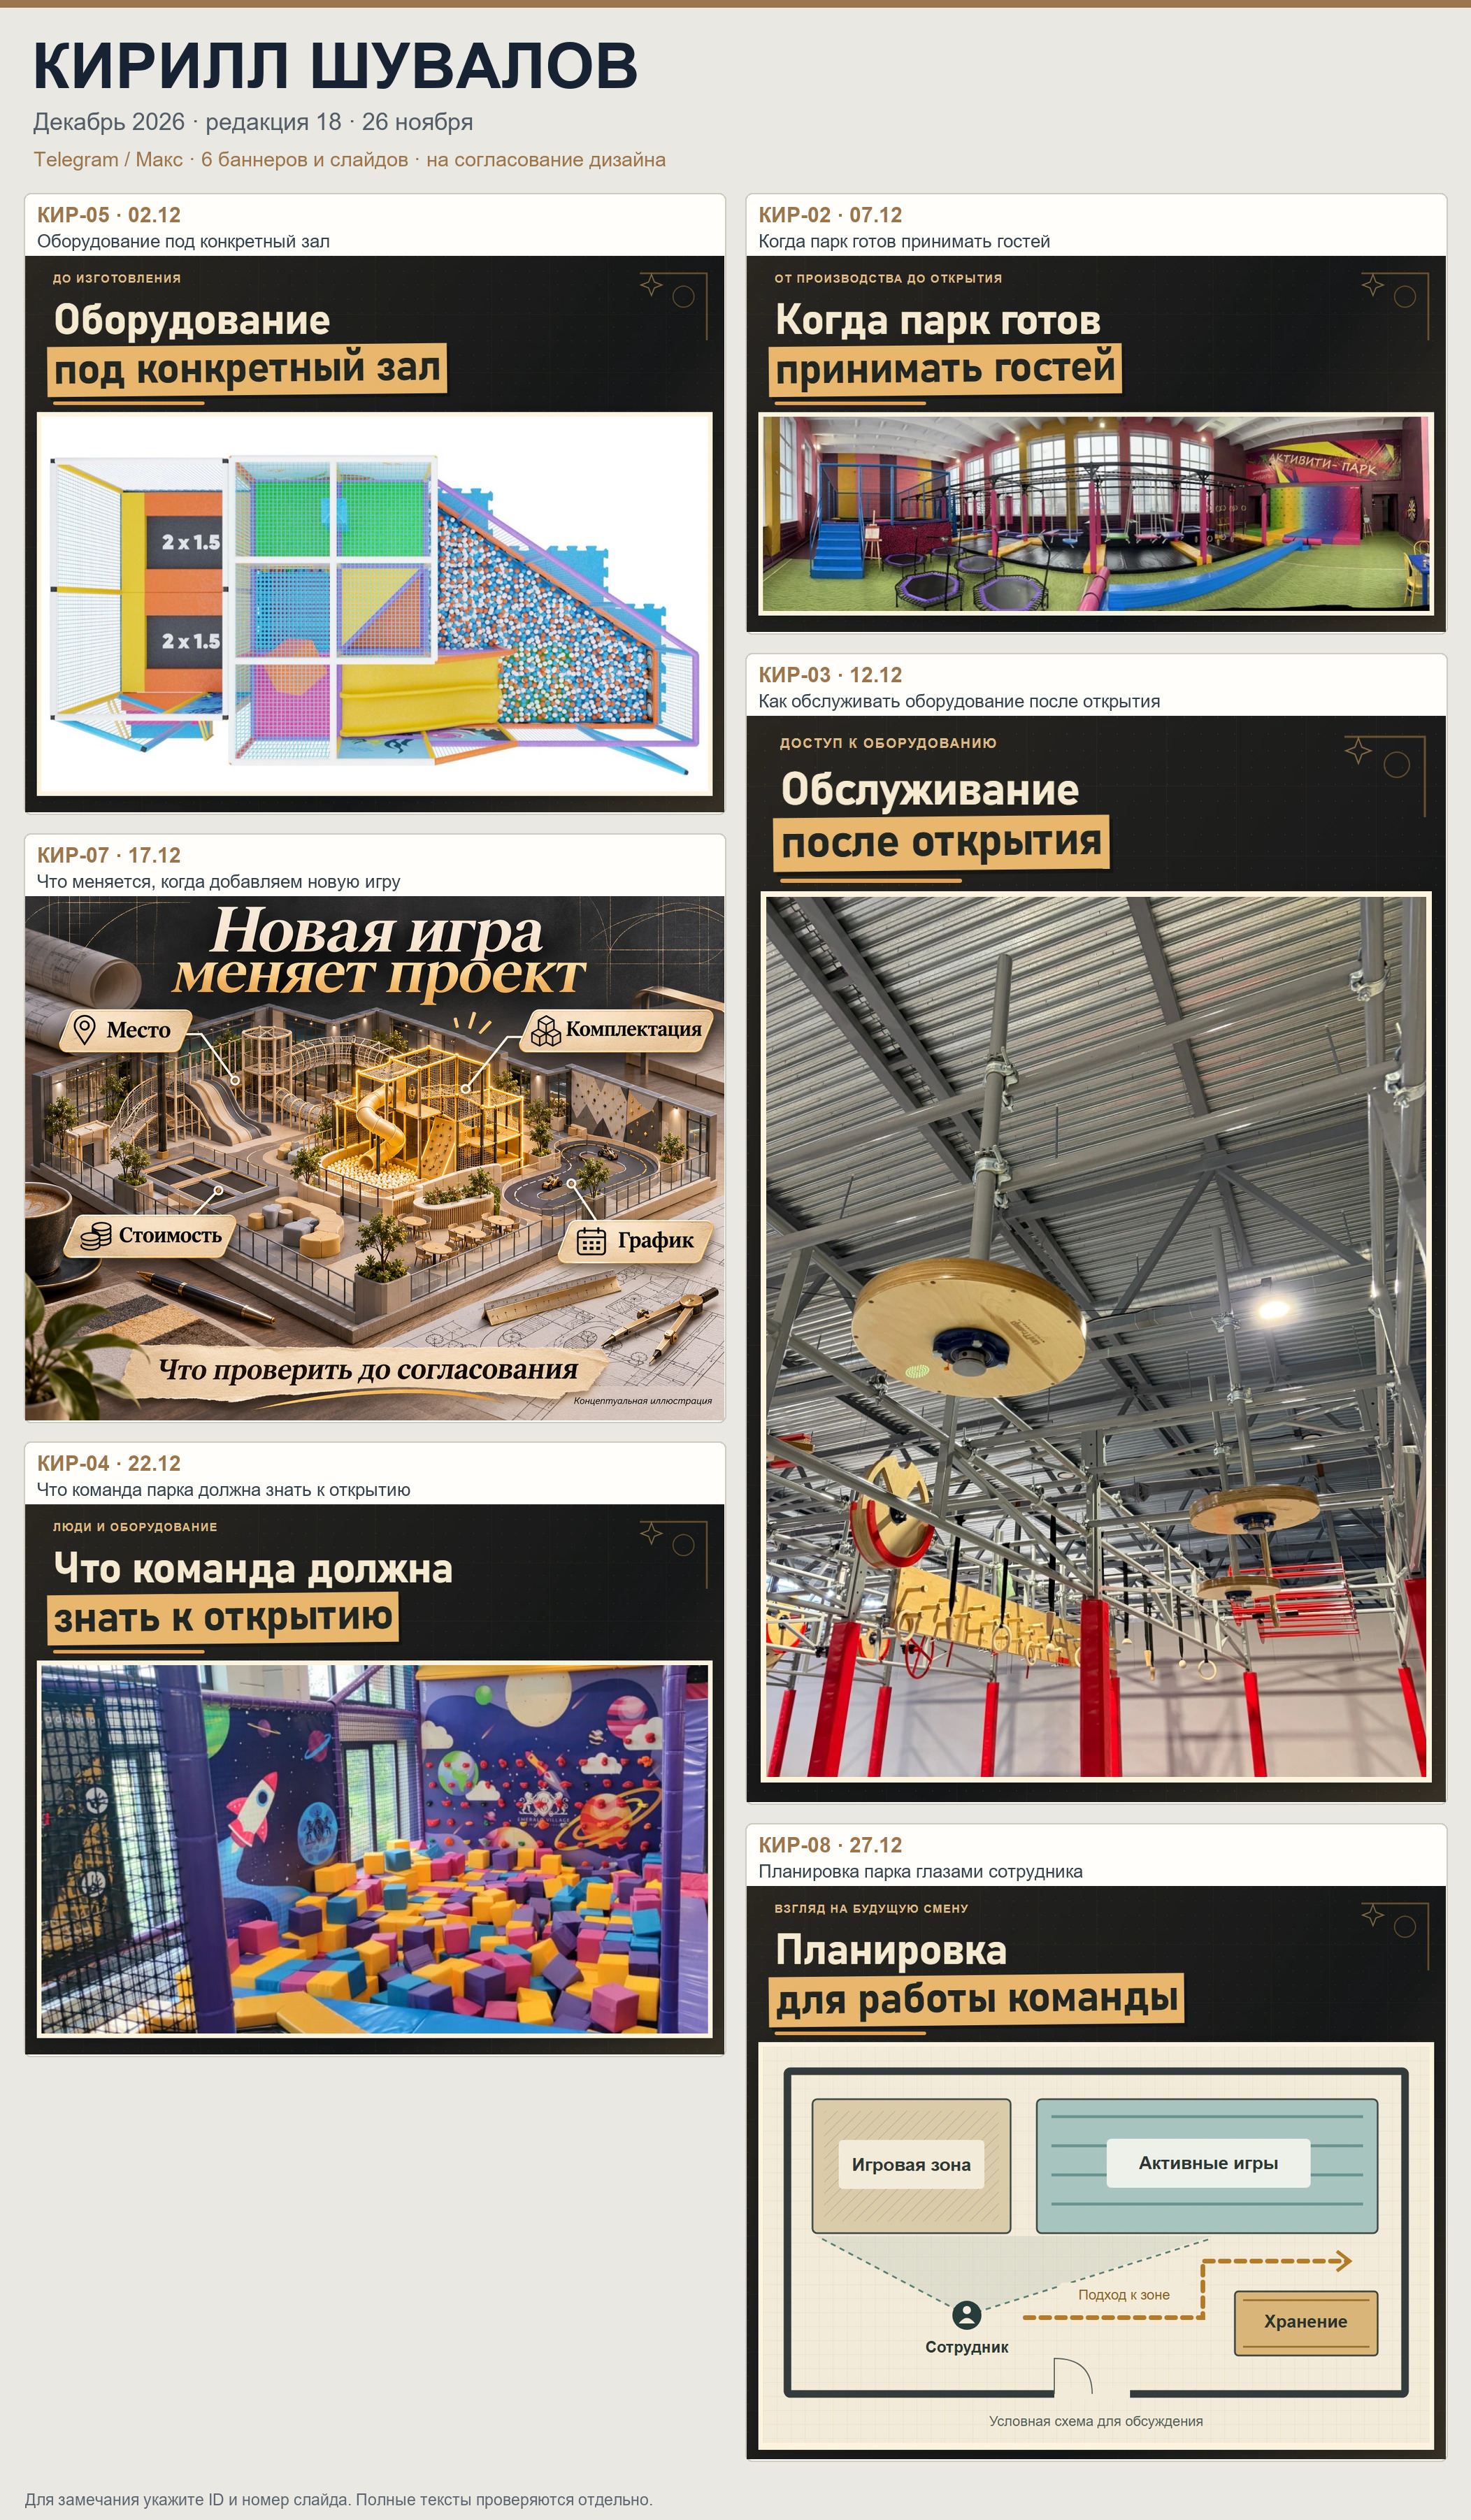 КИРИЛЛ ШУВАЛОВ
Декабрь 2026 · редакция 18 · 26 ноября
Telegram / Макс · 6 баннеров и слайдов · на согласование дизайна
КИР-05 · 02.12
Оборудование под конкретный зал
ДО ИЗГОТОВЛЕНИЯ
Оборудование
под конкретный зал
2 x 1.5
2 x 1.5
КИР-07 · 17.12
Что меняется, когда добавляем новую игру
Новая игра
меняет проект
Место
Комплектация
Стоимость
График
Что проверить до согласования
Концептуальная иллюстрация
КИР-04 · 22.12
Что команда парка должна знать к открытию
ЛЮДИ И ОБОРУДОВАНИЕ
Что команда должна
знать к открытию
EMERALD VILLAGE
КИР-02 · 07.12
Когда парк готов принимать гостей
ОТ ПРОИЗВОДСТВА ДО ОТКРЫТИЯ
Когда парк готов
принимать гостей
АКТИВИТИ-ПАРК
КИР-03 · 12.12
Как обслуживать оборудование после открытия
ДОСТУП К ОБОРУДОВАНИЮ
Обслуживание
после открытия
КИР-08 · 27.12
Планировка парка глазами сотрудника
ВЗГЛЯД НА БУДУЩУЮ СМЕНУ
Планировка
для работы команды
Игровая зона
Активные игры
Подход к зоне
Хранение
Сотрудник
Условная схема для обсуждения
Для замечания укажите ID и номер слайда. Полные тексты проверяются отдельно.